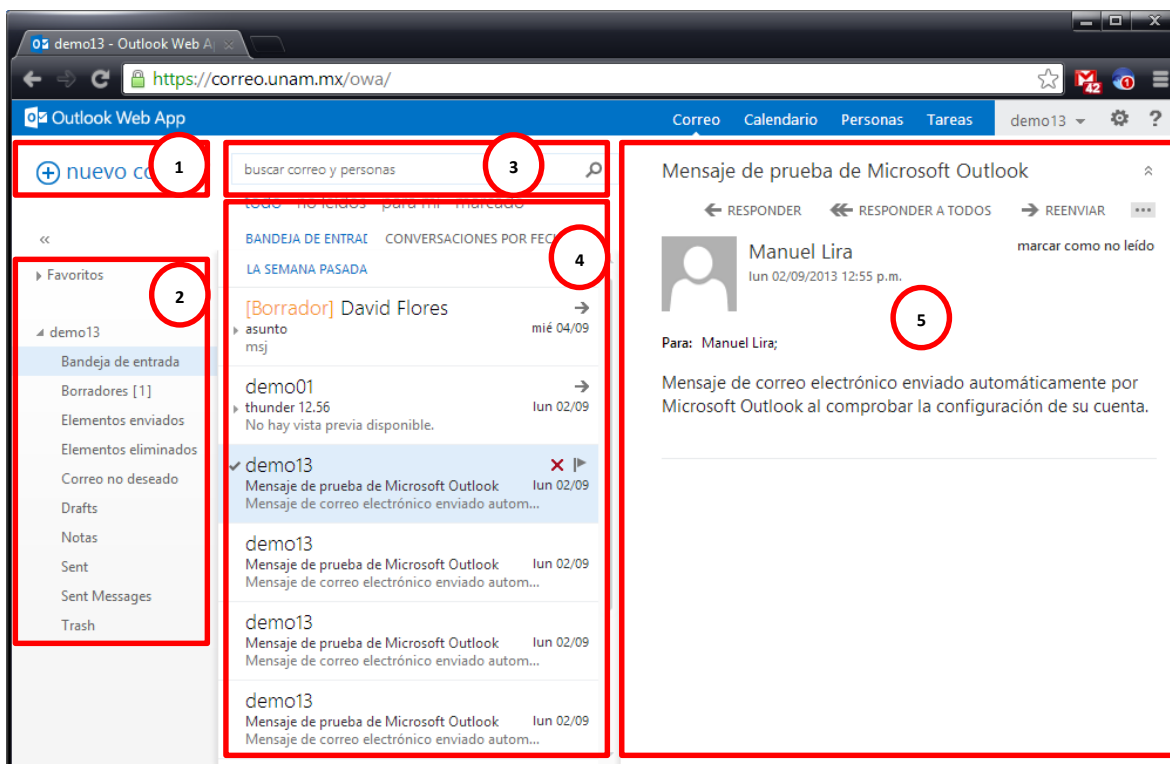 demo13 - Outlook Web A
https://correo.unam.mx/owa/
42
1
Outlook Web App
Correo Calendario Personas Tareas demo13 ?
nuevo co
1
buscar correo y personas
3
todo no leídos para mí marcado
BANDEJA DE ENTRAD CONVERSACIONES POR FECH
4
LA SEMANA PASADA
Favoritos
2
demo13
Bandeja de entrada
Borradores [1]
Elementos enviados
Elementos eliminados
Correo no deseado
Drafts
Notas
Sent
Sent Messages
Trash
[Borrador] David Flores
asunto mié 04/09
msj
demo01
thunder 12.56 lun 02/09
No hay vista previa disponible.
demo13
Mensaje de prueba de Microsoft Outlook lun 02/09
Mensaje de correo electrónico enviado autom...
demo13
Mensaje de prueba de Microsoft Outlook lun 02/09
Mensaje de correo electrónico enviado autom...
demo13
Mensaje de prueba de Microsoft Outlook lun 02/09
Mensaje de correo electrónico enviado autom...
demo13
Mensaje de prueba de Microsoft Outlook lun 02/09
Mensaje de correo electrónico enviado autom...
Mensaje de prueba de Microsoft Outlook
RESPONDER RESPONDER A TODOS REENVIAR ...
marcar como no leído
Manuel Lira
lun 02/09/2013 12:55 p.m.
5
Para: Manuel Lira;
Mensaje de correo electrónico enviado automáticamente por
Microsoft Outlook al comprobar la configuración de su cuenta.